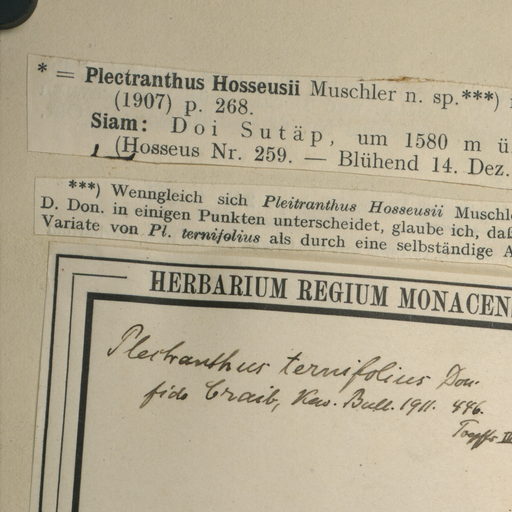 * = Plectranthus Hosseusii Muschler n. sp.***)
(1907) p. 268.
Siam: Doi Sutäp, um 1580 m ü
(Hosseus Nr. 259. — Blühend 14. Dez.
***) Wenngleich sich Pleitranthus Hosseusii Muschl
D. Don. in einigen Punkten unterscheidet, glaube ich, daß
Variate von Pl. ternifolius als durch eine selbständige A
HERBARIUM REGIUM MONACEN
Plectranthus ternifolius Don.
fide Craib, Kew. Bull. 1911. 446.